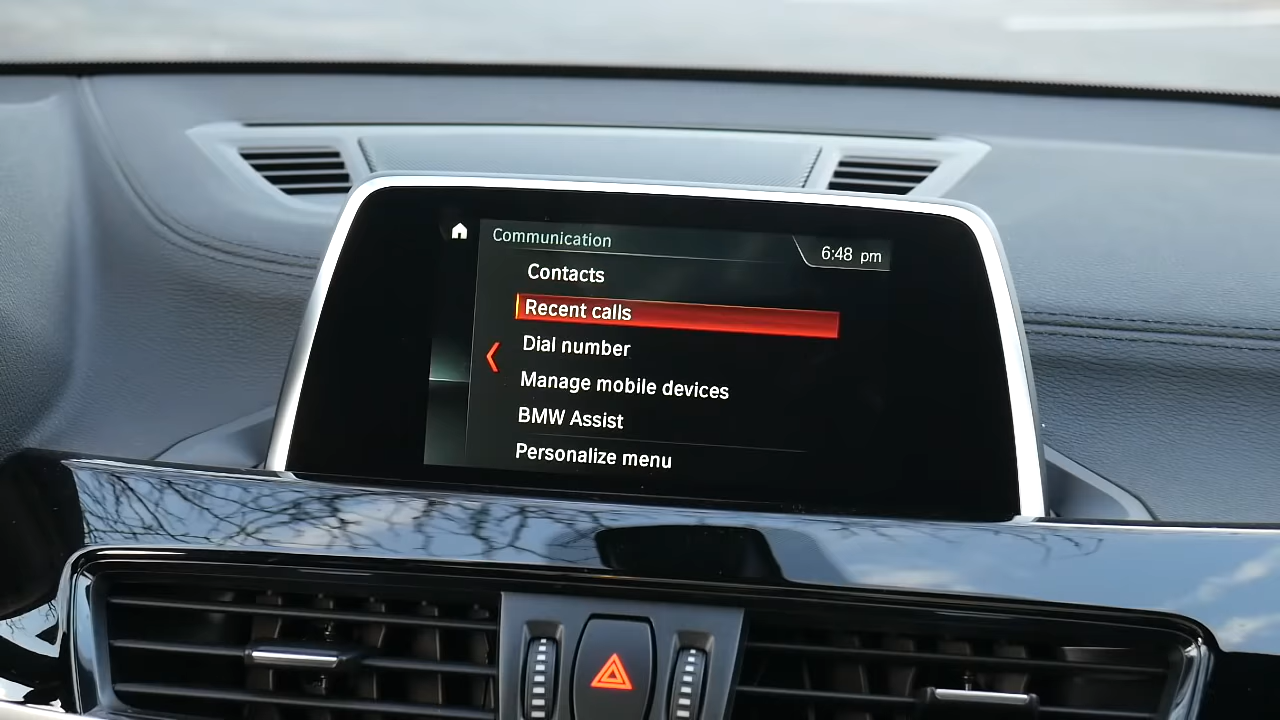 Communication
6:48 pm
Contacts
Recent calls
Dial number
Manage mobile devices
BMW Assist
Personalize menu